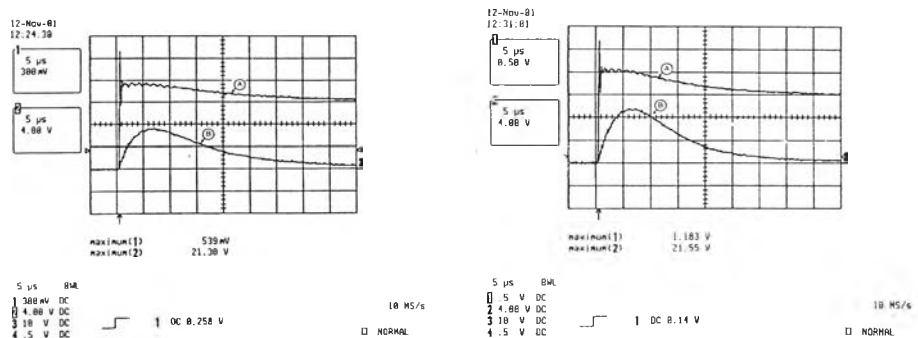 12-Nov-01
12:24.30
1
5 µs
300mV
2
5 µs
4.00 V
A
B
maximum(1) 539mV
maximum(2) 21.30 V
5 µs BWL
1 300 mV DC
2 4.00 V DC
3 10 V DC
4 .5 V DC
1 DC 0.258 V
10 MS/s
□ NORMAL
12-Nov-01
12:31:01
5 µs
0.50 V
2
5 µs
4.00 V
A
B
maximum(1) 1.183 V
maximum(2) 21.55 V
5 µs BWL
1 .5 V DC
2 4.00 V DC
3 10 V DC
4 .5 V DC
1 DC 0.14 V
10 MS/s
□ NORMAL